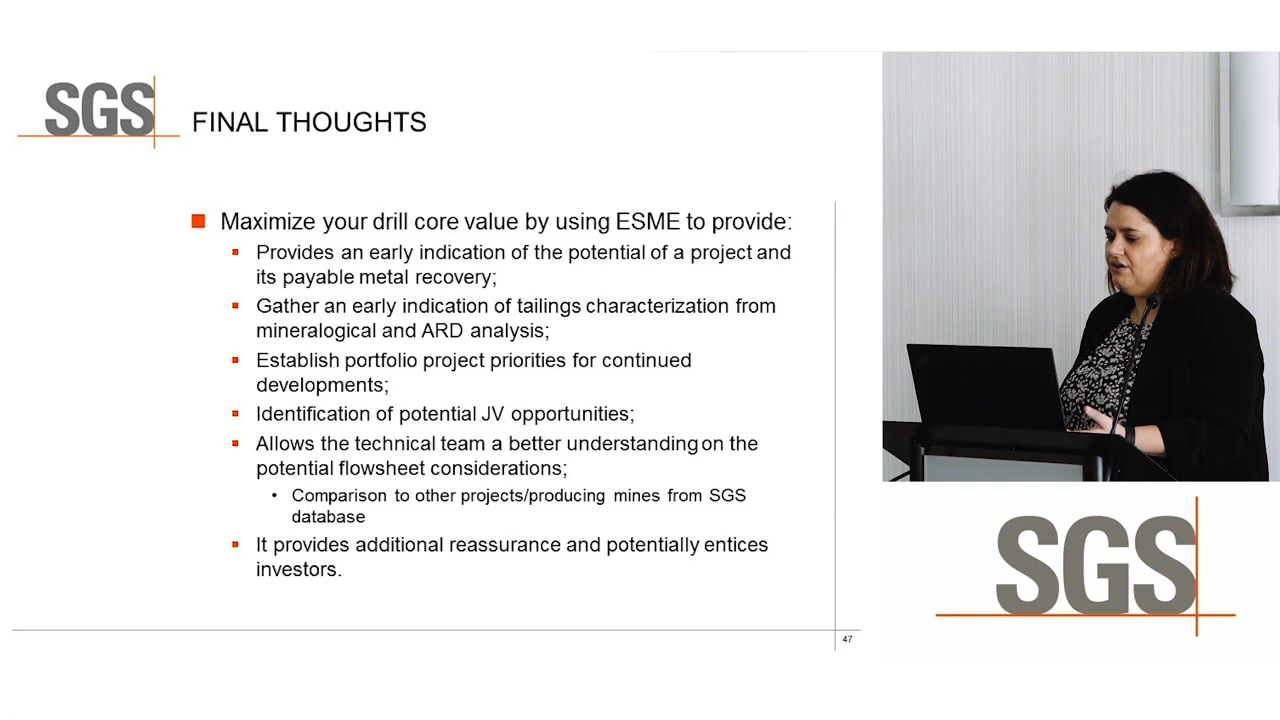 SGS
FINAL THOUGHTS
Maximize your drill core value by using ESME to provide:
Provides an early indication of the potential of a project and
its payable metal recovery;
Gather an early indication of tailings characterization from
mineralogical and ARD analysis;
Establish portfolio project priorities for continued
developments;
Identification of potential JV opportunities;
Allows the technical team a better understanding on the
potential flowsheet considerations;
• Comparison to other projects/producing mines from SGS
database
It provides additional reassurance and potentially entices
investors.
47
SGS